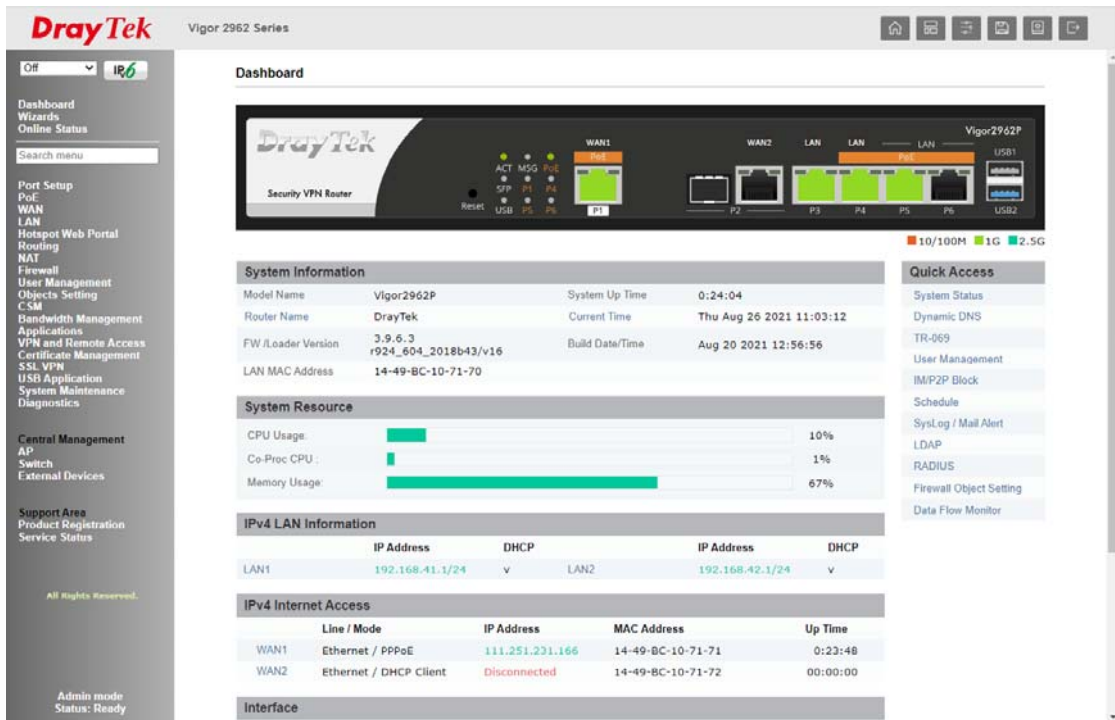 DrayTek
Vigor 2962 Series
Off
IPv6
Dashboard
Wizards
Online Status
Search menu
Port Setup
PoE
WAN
LAN
Hotspot Web Portal
Routing
NAT
Firewall
User Management
Objects Setting
CSM
Bandwidth Management
Applications
VPN and Remote Access
Certificate Management
SSL VPN
USB Application
System Maintenance
Diagnostics
Central Management
AP
Switch
External Devices
Support Area
Product Registration
Service Status
All Rights Reserved.
Admin mode
Status: Ready
Dashboard
DrayTek
Security VPN Router
Reset
ACT MSG PoE
SFP P1 P4
USB P5 P6
WAN1
PoE
P1
WAN2
P2
LAN
P3
LAN
P4
LAN
PoE
P5
P6
Vigor2962P
USB1
USB2
10/100M 1G 2.5G
System Information
Model Name Vigor2962P System Up Time 0:24:04
Router Name DrayTek Current Time Thu Aug 26 2021 11:03:12
FW /Loader Version 3.9.6.3 r924_604_2018b43/v16 Build Date/Time Aug 20 2021 12:56:56
LAN MAC Address 14-49-BC-10-71-70
System Resource
CPU Usage: 10%
Co-Proc CPU : 1%
Memory Usage: 67%
IPv4 LAN Information
IP Address DHCP IP Address DHCP
LAN1 192.168.41.1/24 v LAN2 192.168.42.1/24 v
IPv4 Internet Access
Line / Mode IP Address MAC Address Up Time
WAN1 Ethernet / PPPoE 111.251.231.166 14-49-BC-10-71-71 0:23:48
WAN2 Ethernet / DHCP Client Disconnected 14-49-BC-10-71-72 00:00:00
Interface
Quick Access
System Status
Dynamic DNS
TR-069
User Management
IM/P2P Block
Schedule
SysLog / Mail Alert
LDAP
RADIUS
Firewall Object Setting
Data Flow Monitor